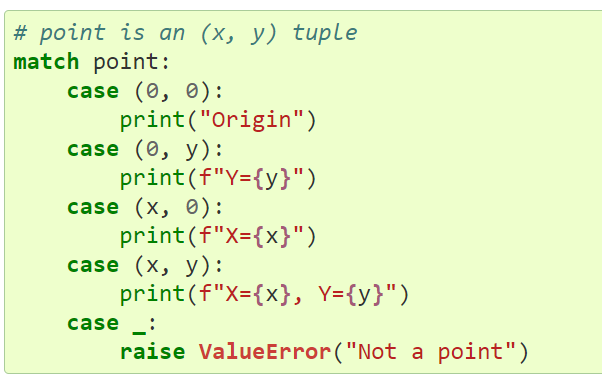 # point is an (x, y) tuple
match point:
    case (0, 0):
        print("Origin")
    case (0, y):
        print(f"Y={y}")
    case (x, 0):
        print(f"X={x}")
    case (x, y):
        print(f"X={x}, Y={y}")
    case _:
        raise ValueError("Not a point")